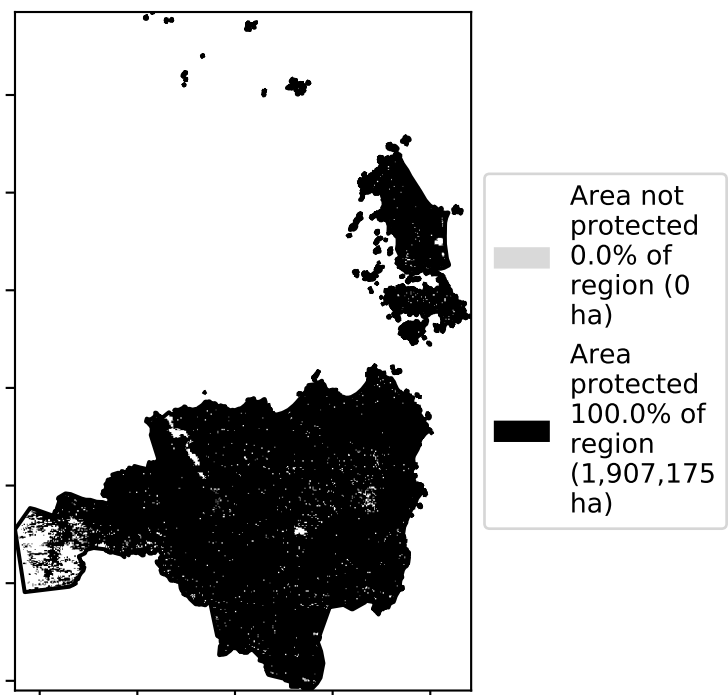 Area not
protected
0.0% of
region (0
ha)
Area
protected
100.0% of
region
(1,907,175
ha)